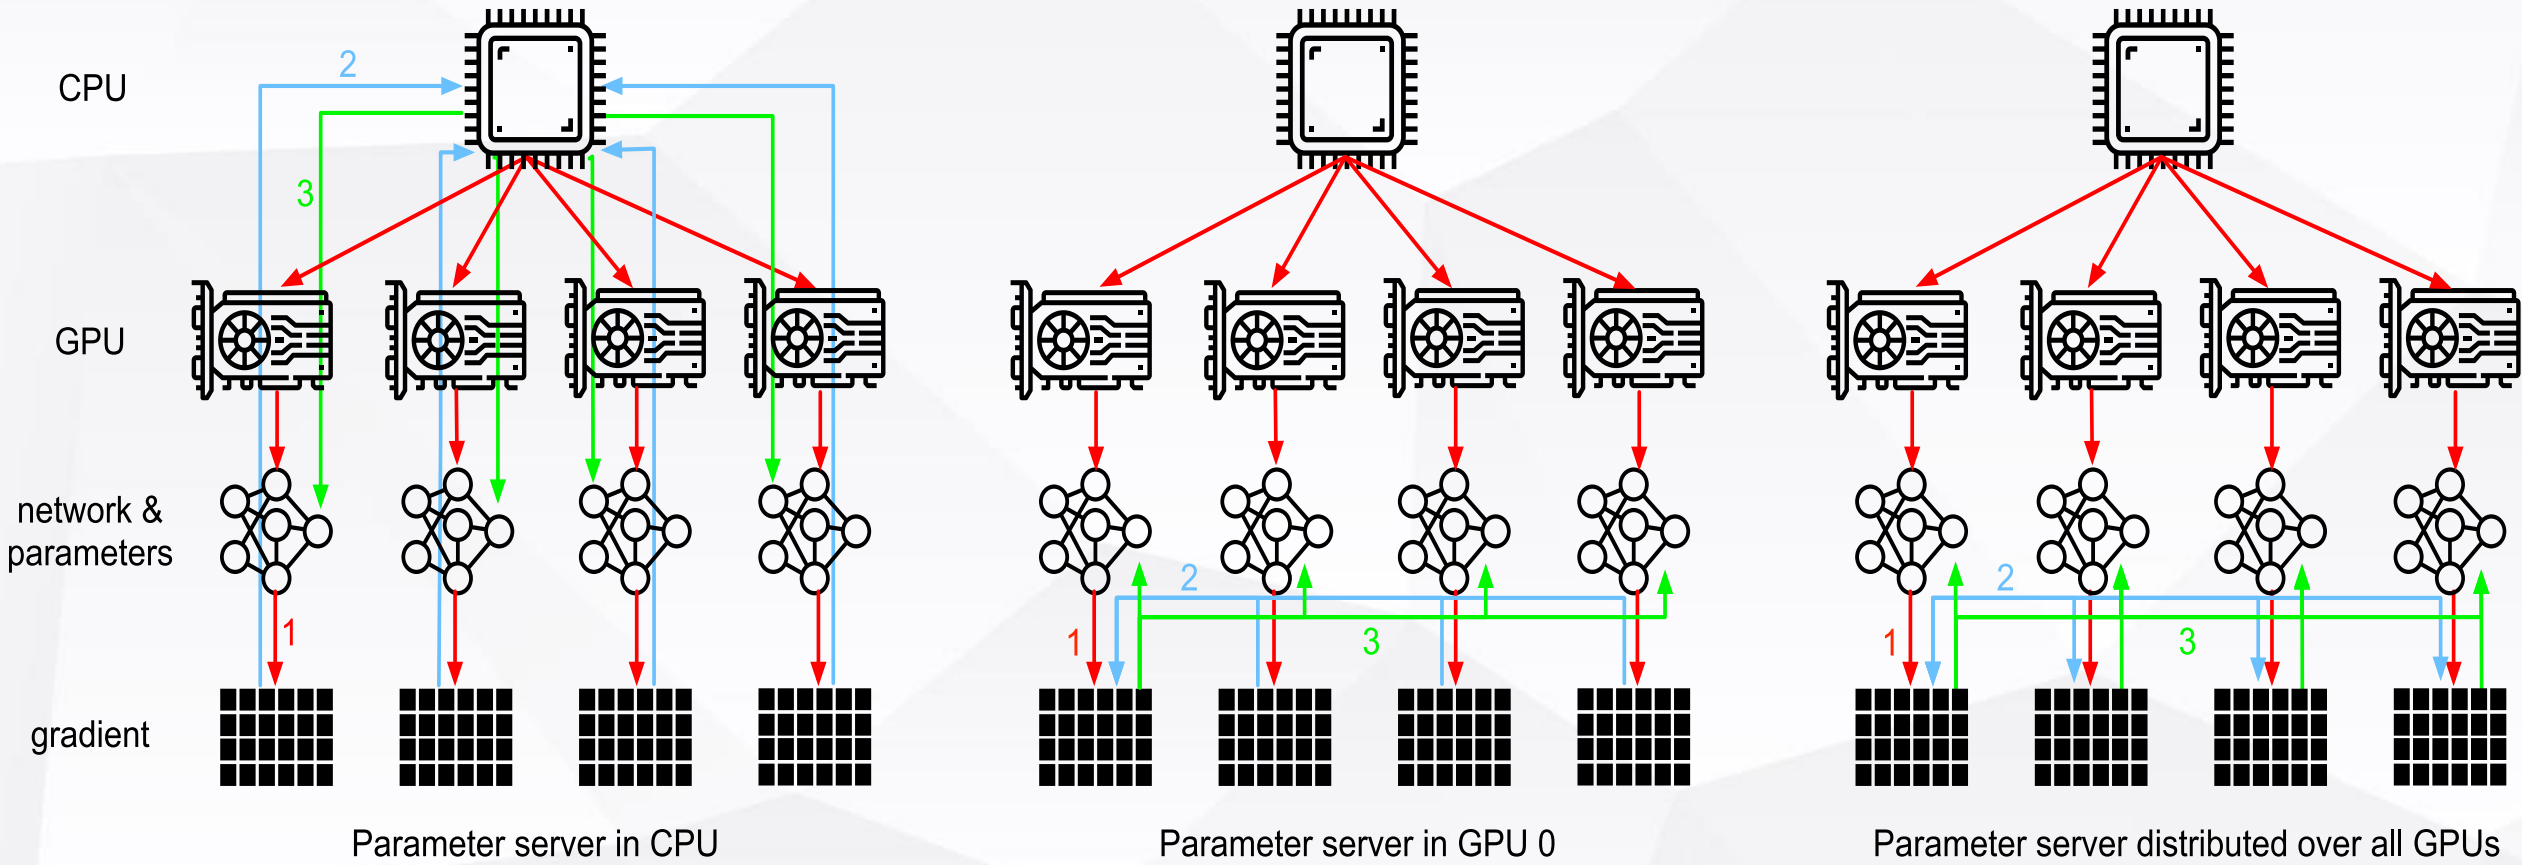 CPU
GPU
network &
parameters
gradient
2
3
1
Parameter server in CPU
2
1
3
Parameter server in GPU 0
2
1
3
Parameter server distributed over all GPUs